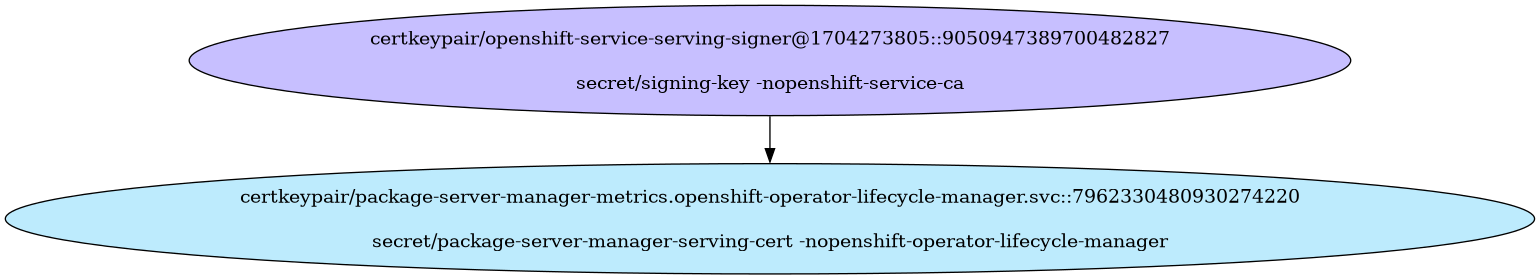 certkeypair/openshift-service-serving-signer@1704273805::9050947389700482827
secret/signing-key -nopenshift-service-ca
certkeypair/package-server-manager-metrics.openshift-operator-lifecycle-manager.svc::7962330480930274220
secret/package-server-manager-serving-cert -nopenshift-operator-lifecycle-manager